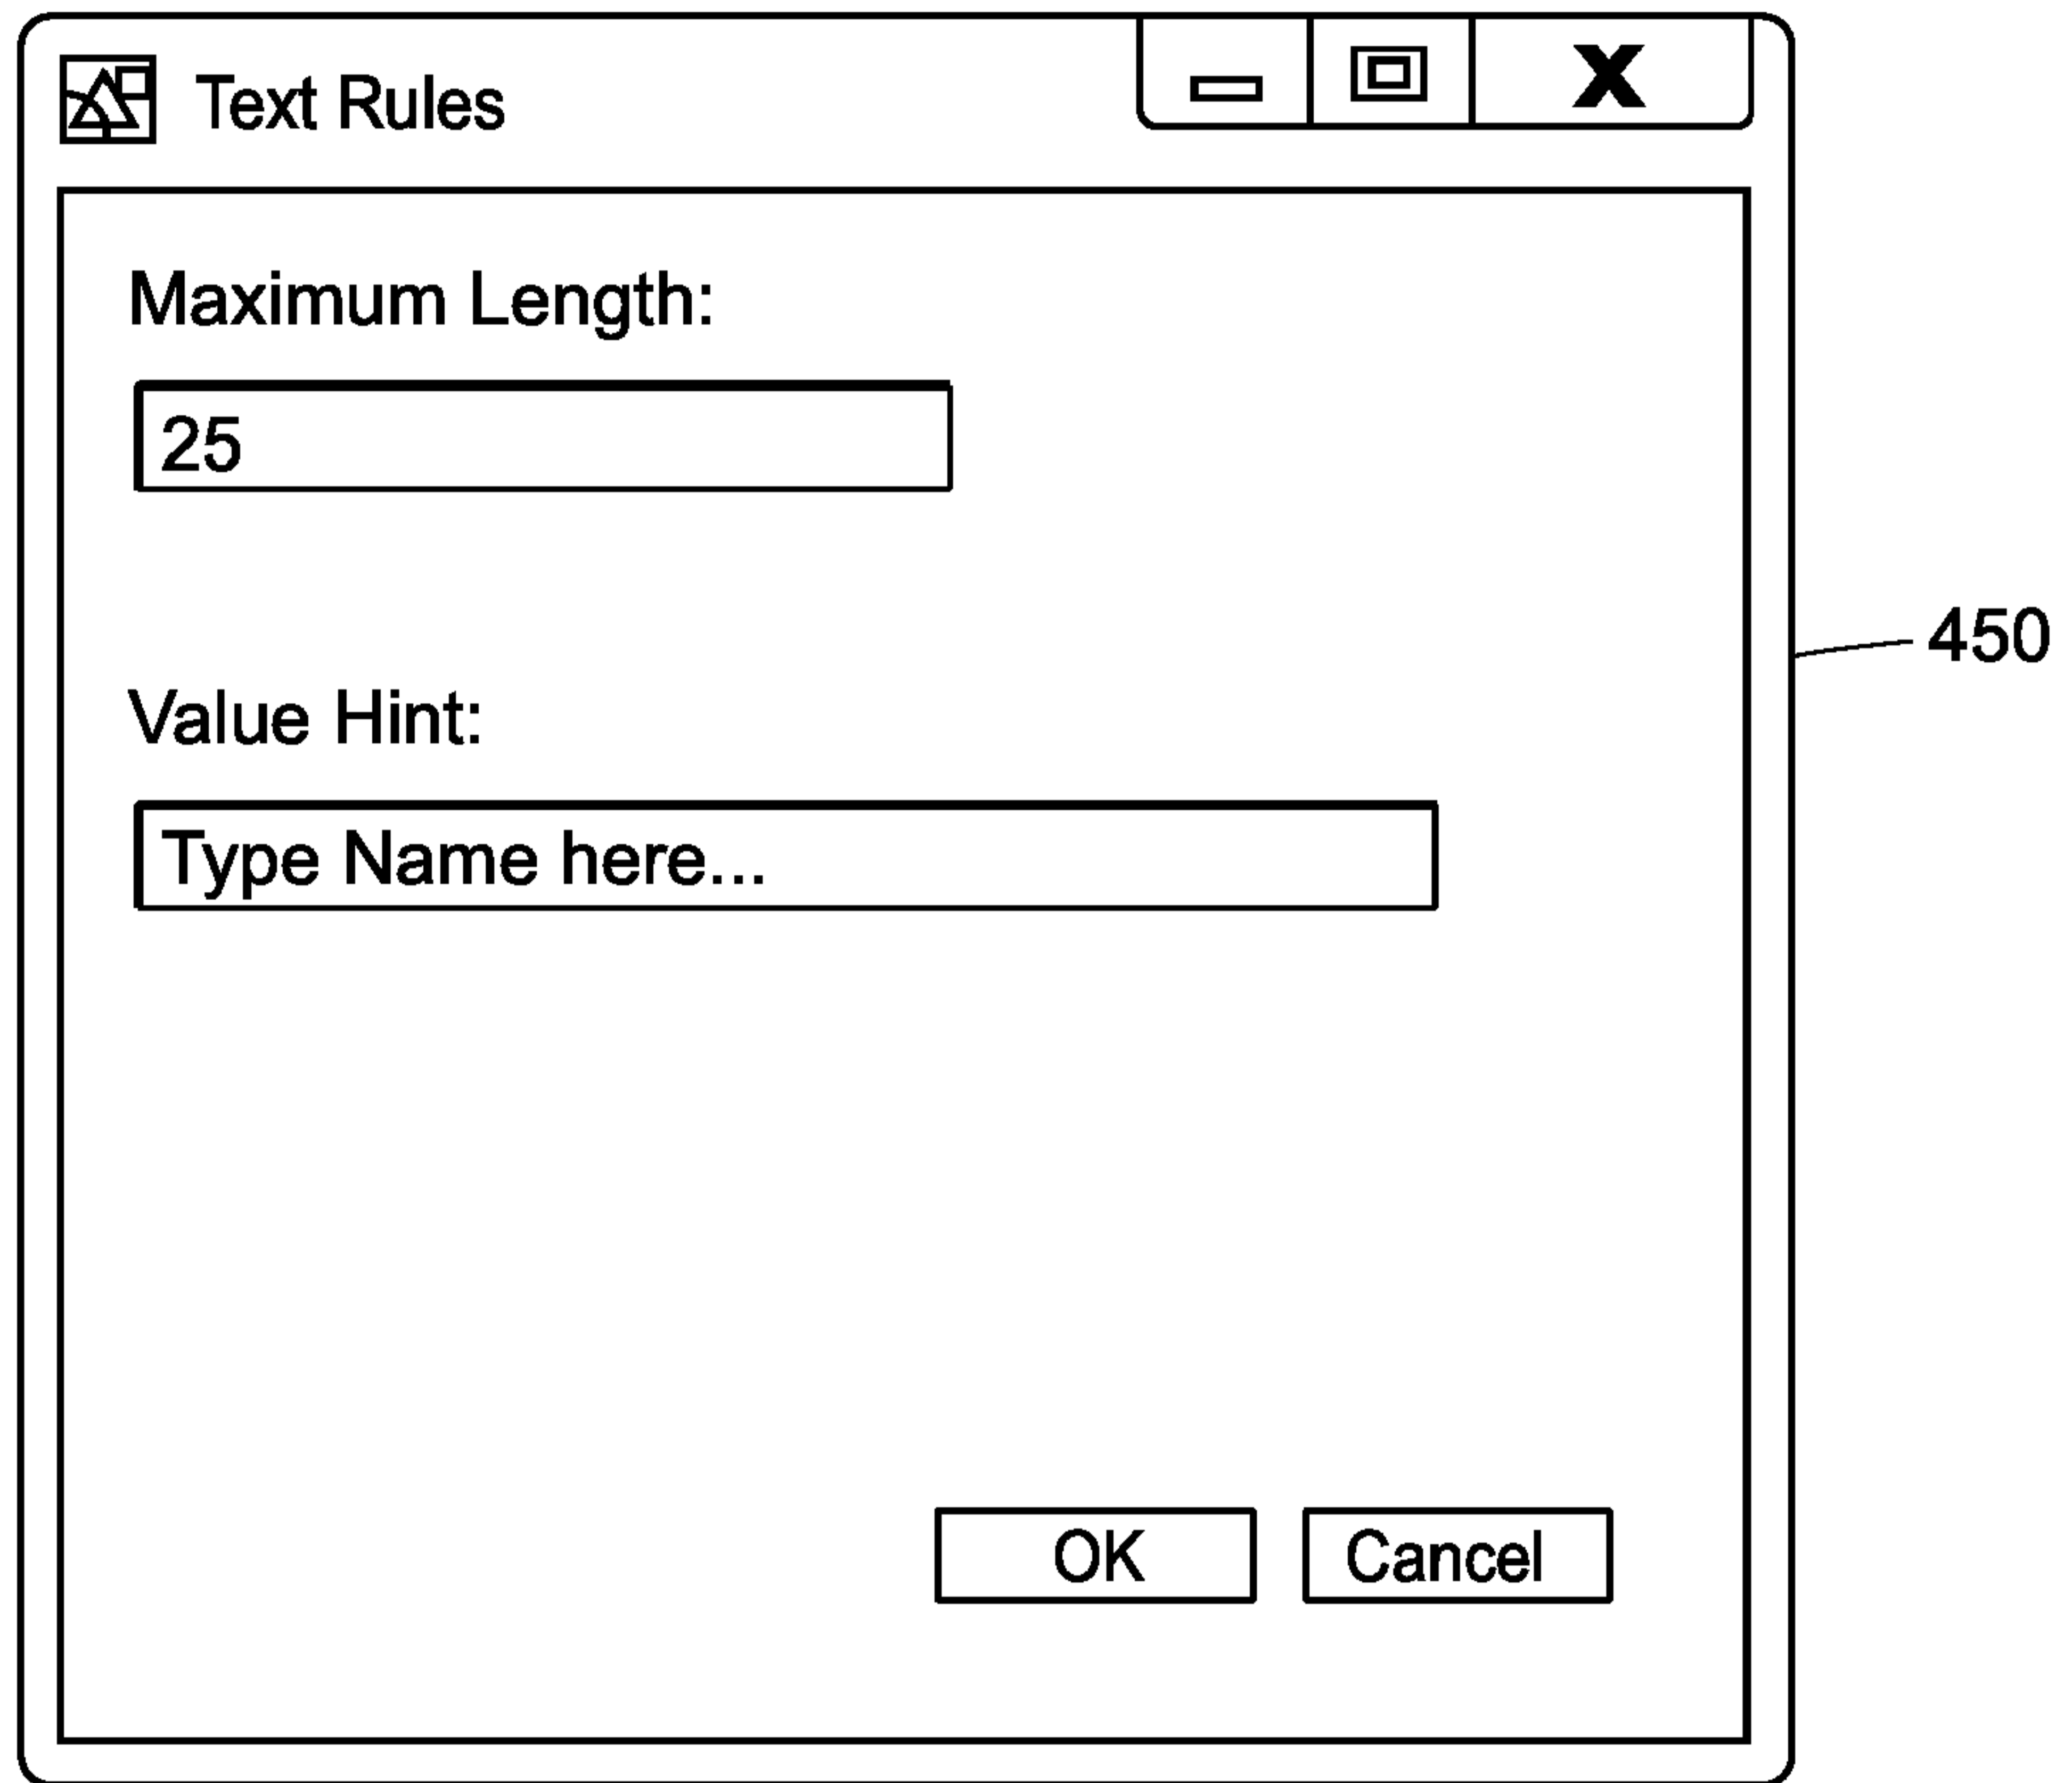 Text Rules
X
Maximum Length:
25
450
Value Hint:
Type Name here...
OK
Cancel